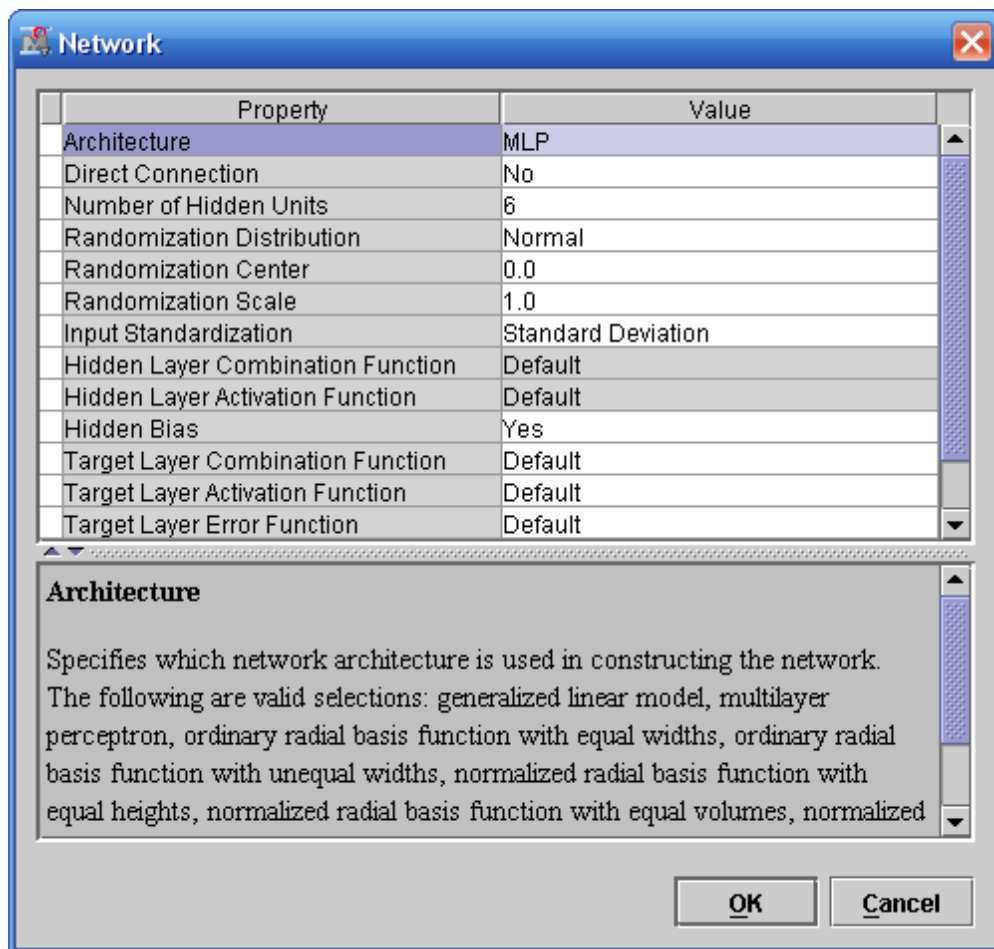 Network
Property Value
Architecture MLP
Direct Connection No
Number of Hidden Units 6
Randomization Distribution Normal
Randomization Center 0.0
Randomization Scale 1.0
Input Standardization Standard Deviation
Hidden Layer Combination Function Default
Hidden Layer Activation Function Default
Hidden Bias Yes
Target Layer Combination Function Default
Target Layer Activation Function Default
Target Layer Error Function Default
Architecture
Specifies which network architecture is used in constructing the network.
The following are valid selections: generalized linear model, multilayer
perceptron, ordinary radial basis function with equal widths, ordinary radial
basis function with unequal widths, normalized radial basis function with
equal heights, normalized radial basis function with equal volumes, normalized
OK Cancel